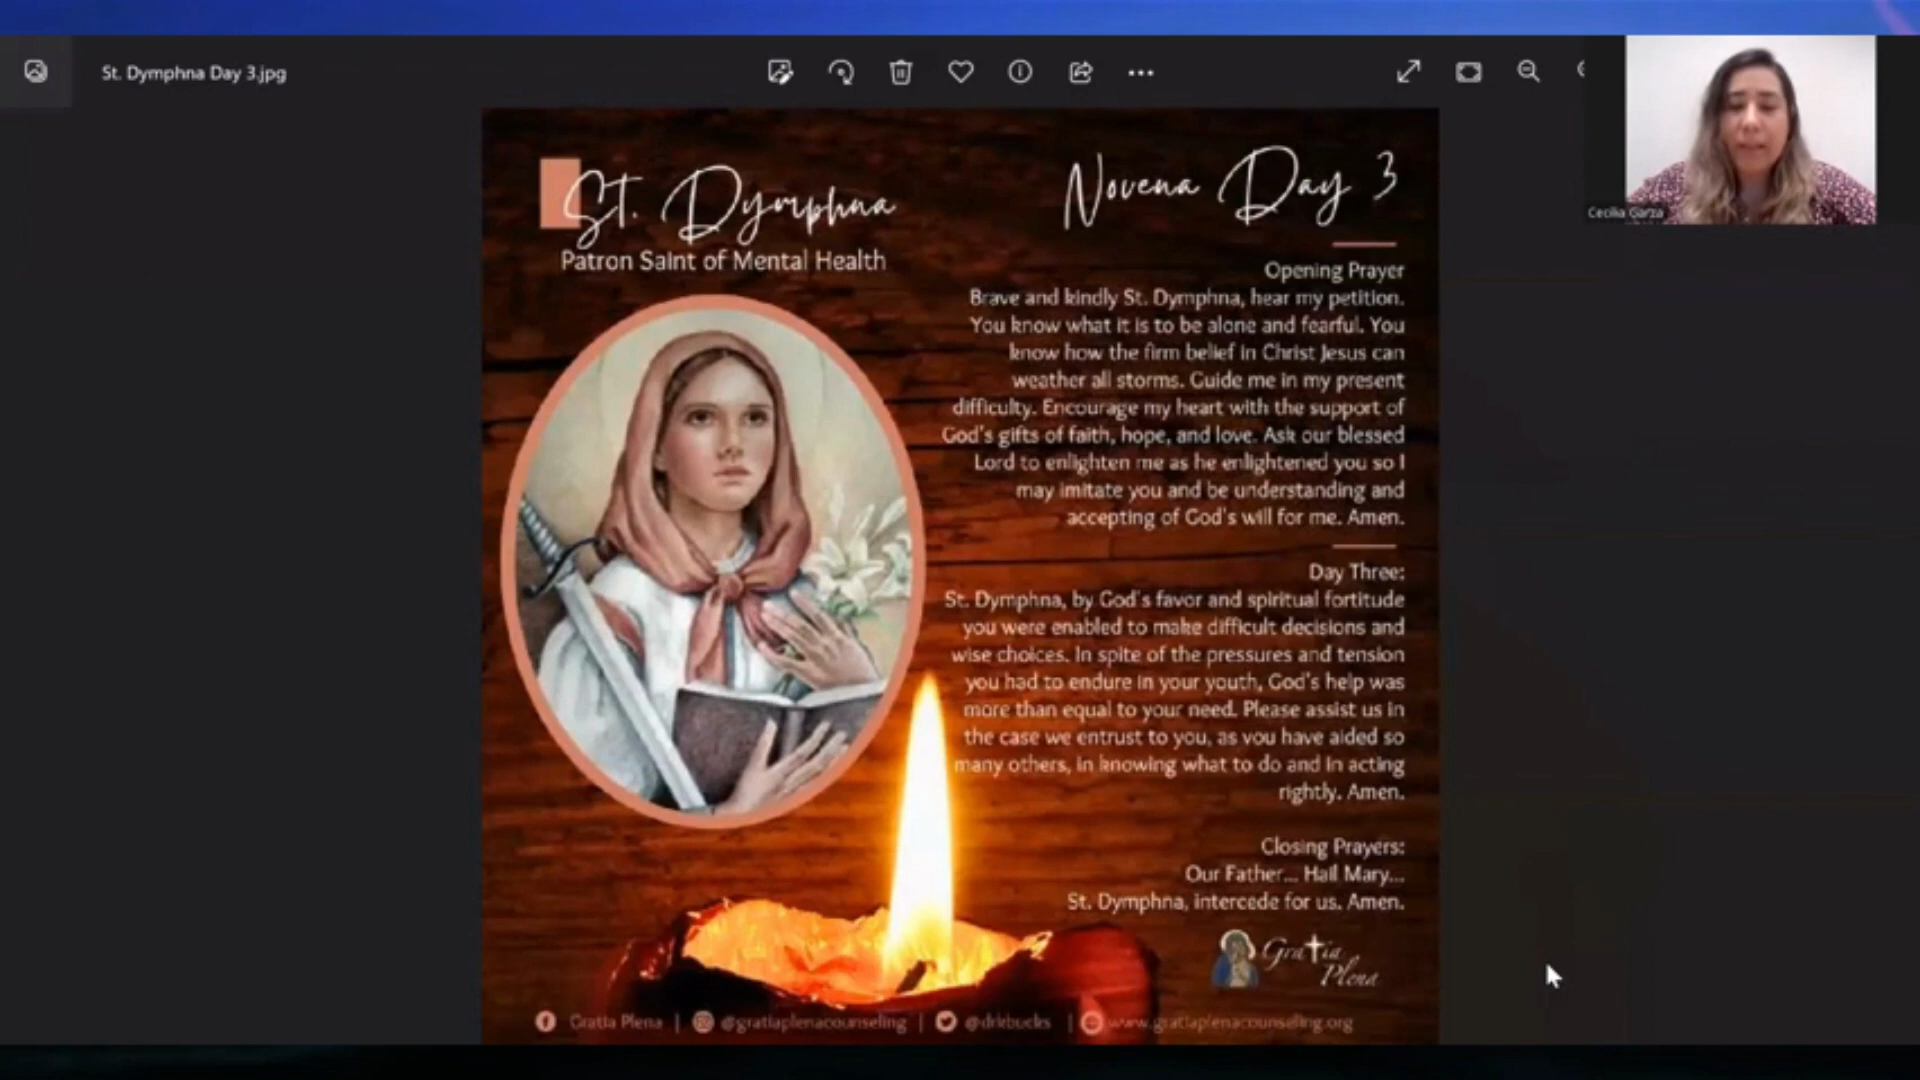 St. Dymphna Day 3.jpg
Cecilia Garza
St. Dymphna
Patron Saint of Mental Health
Novena Day 3
Opening Prayer
Brave and kindly St. Dymphna, hear my petition.
You know what it is to be alone and fearful. You
know how the firm belief in Christ Jesus can
weather all storms. Guide me in my present
difficulty. Encourage my heart with the support of
God's gifts of faith, hope, and love. Ask our blessed
Lord to enlighten me as he enlightened you so I
may imitate you and be understanding and
accepting of God's will for me. Amen.
Day Three:
St. Dymphna, by God's favor and spiritual fortitude
you were enabled to make difficult decisions and
wise choices. In spite of the pressures and tension
you had to endure in your youth, God's help was
more than equal to your need. Please assist us in
the case we entrust to you, as you have aided so
many others, in knowing what to do and in acting
rightly. Amen.
Closing Prayers:
Our Father... Hail Mary...
St. Dymphna, intercede for us. Amen.
Gratia
Plena
Gratia Plena | @gratiaplenacounseling | @drkbucks | www.gratiaplenacounseling.org